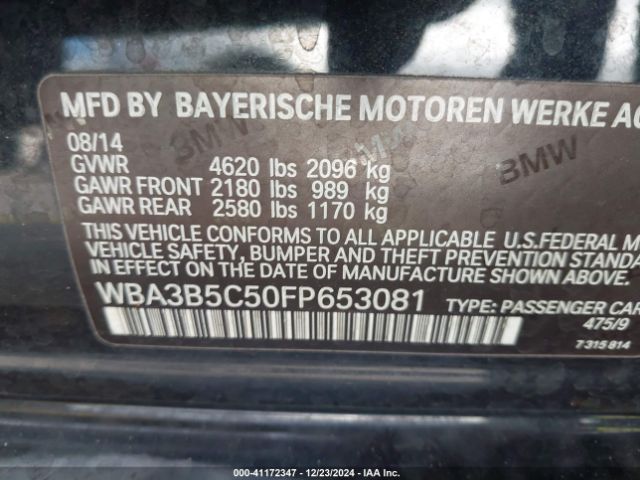 MFD BY BAYERISCHE MOTOREN WERKE AG
08/14
GVWR 4620 lbs 2096 kg
GAWR FRONT 2180 lbs 989 kg
GAWR REAR 2580 lbs 1170 kg
THIS VEHICLE CONFORMS TO ALL APPLICABLE U.S.FEDERAL M
VEHICLE SAFETY, BUMPER AND THEFT PREVENTION STANDA
IN EFFECT ON THE DATE OF MANUFACTURE SHOWN ABOVE.
WBA3B5C50FP653081 TYPE: PASSENGER CAR
475/9
7 315 814
BMW
BMW
BMW
000-41172347 - 12/23/2024 - IAA Inc.